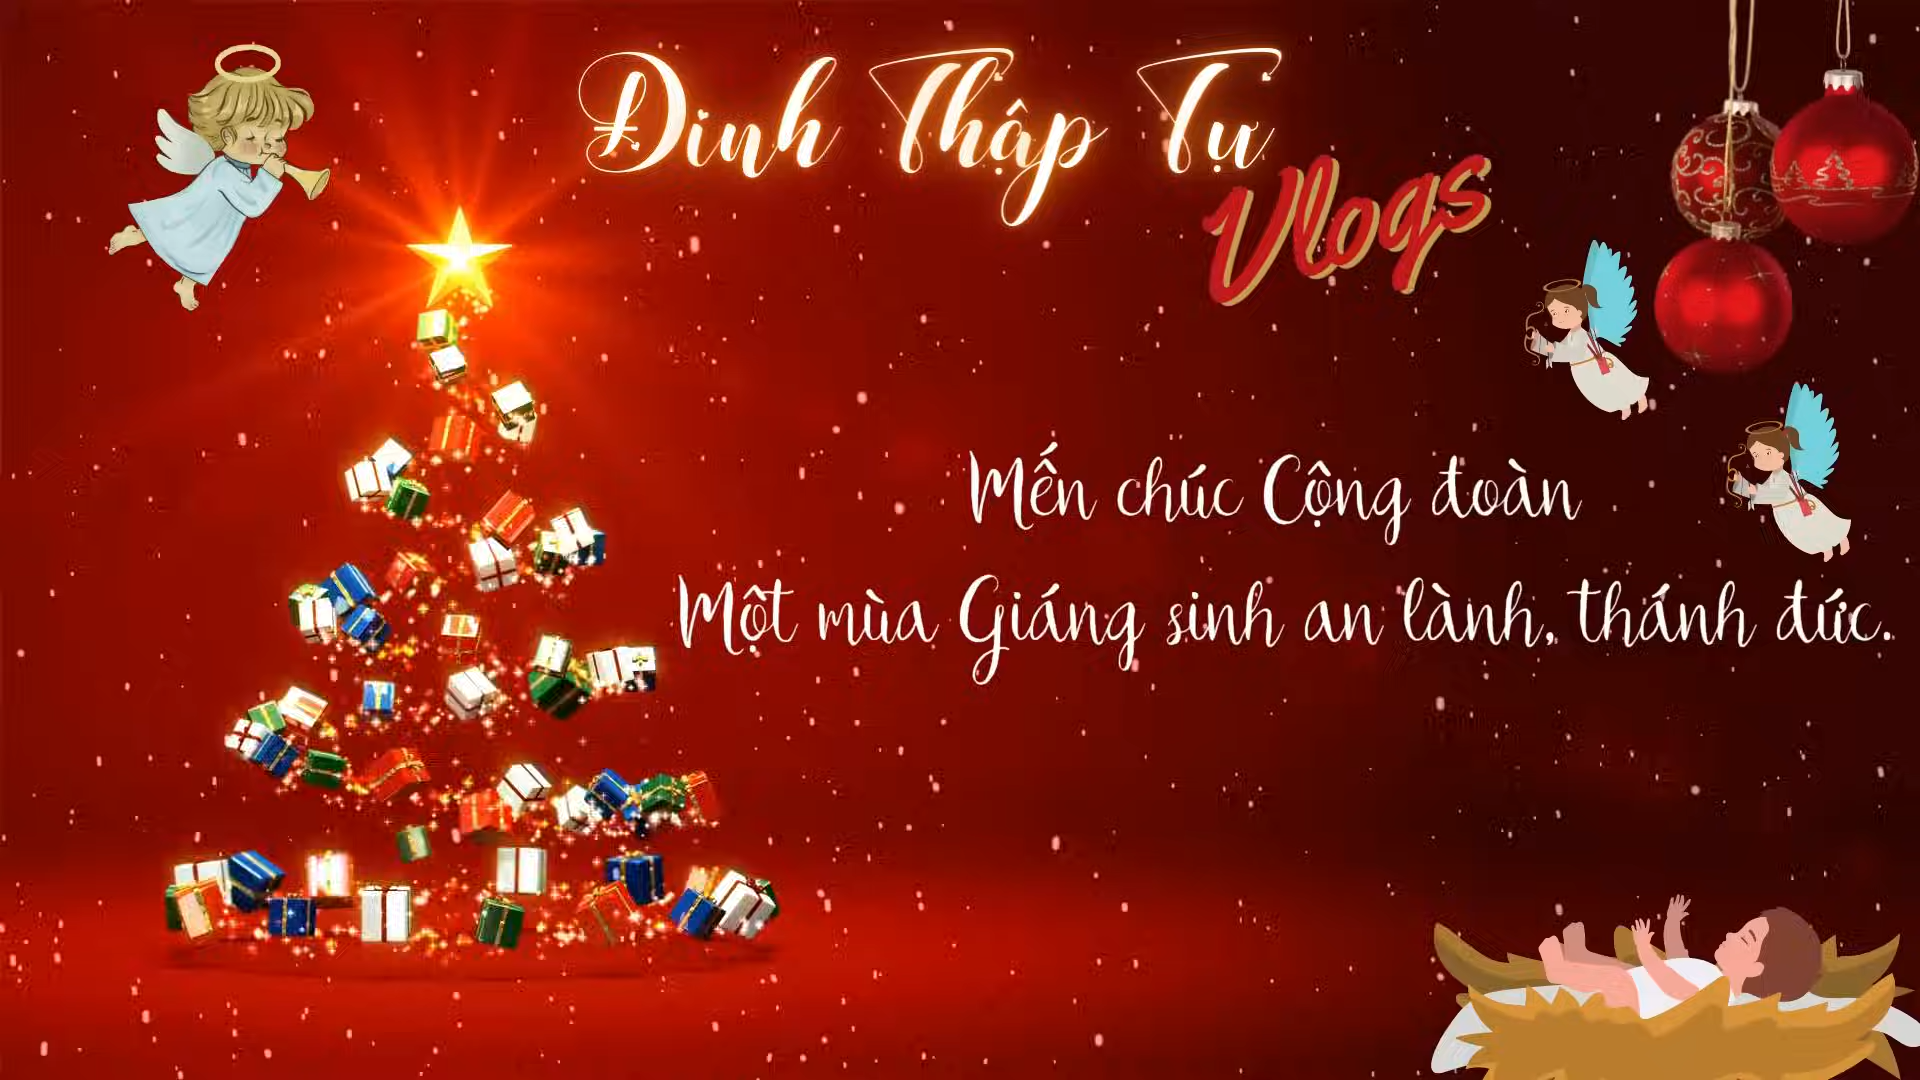 Đinh Thập Tự
Vlogs
Mến chúc Cộng đoàn
Một mùa Giáng sinh an lành, thánh đức.